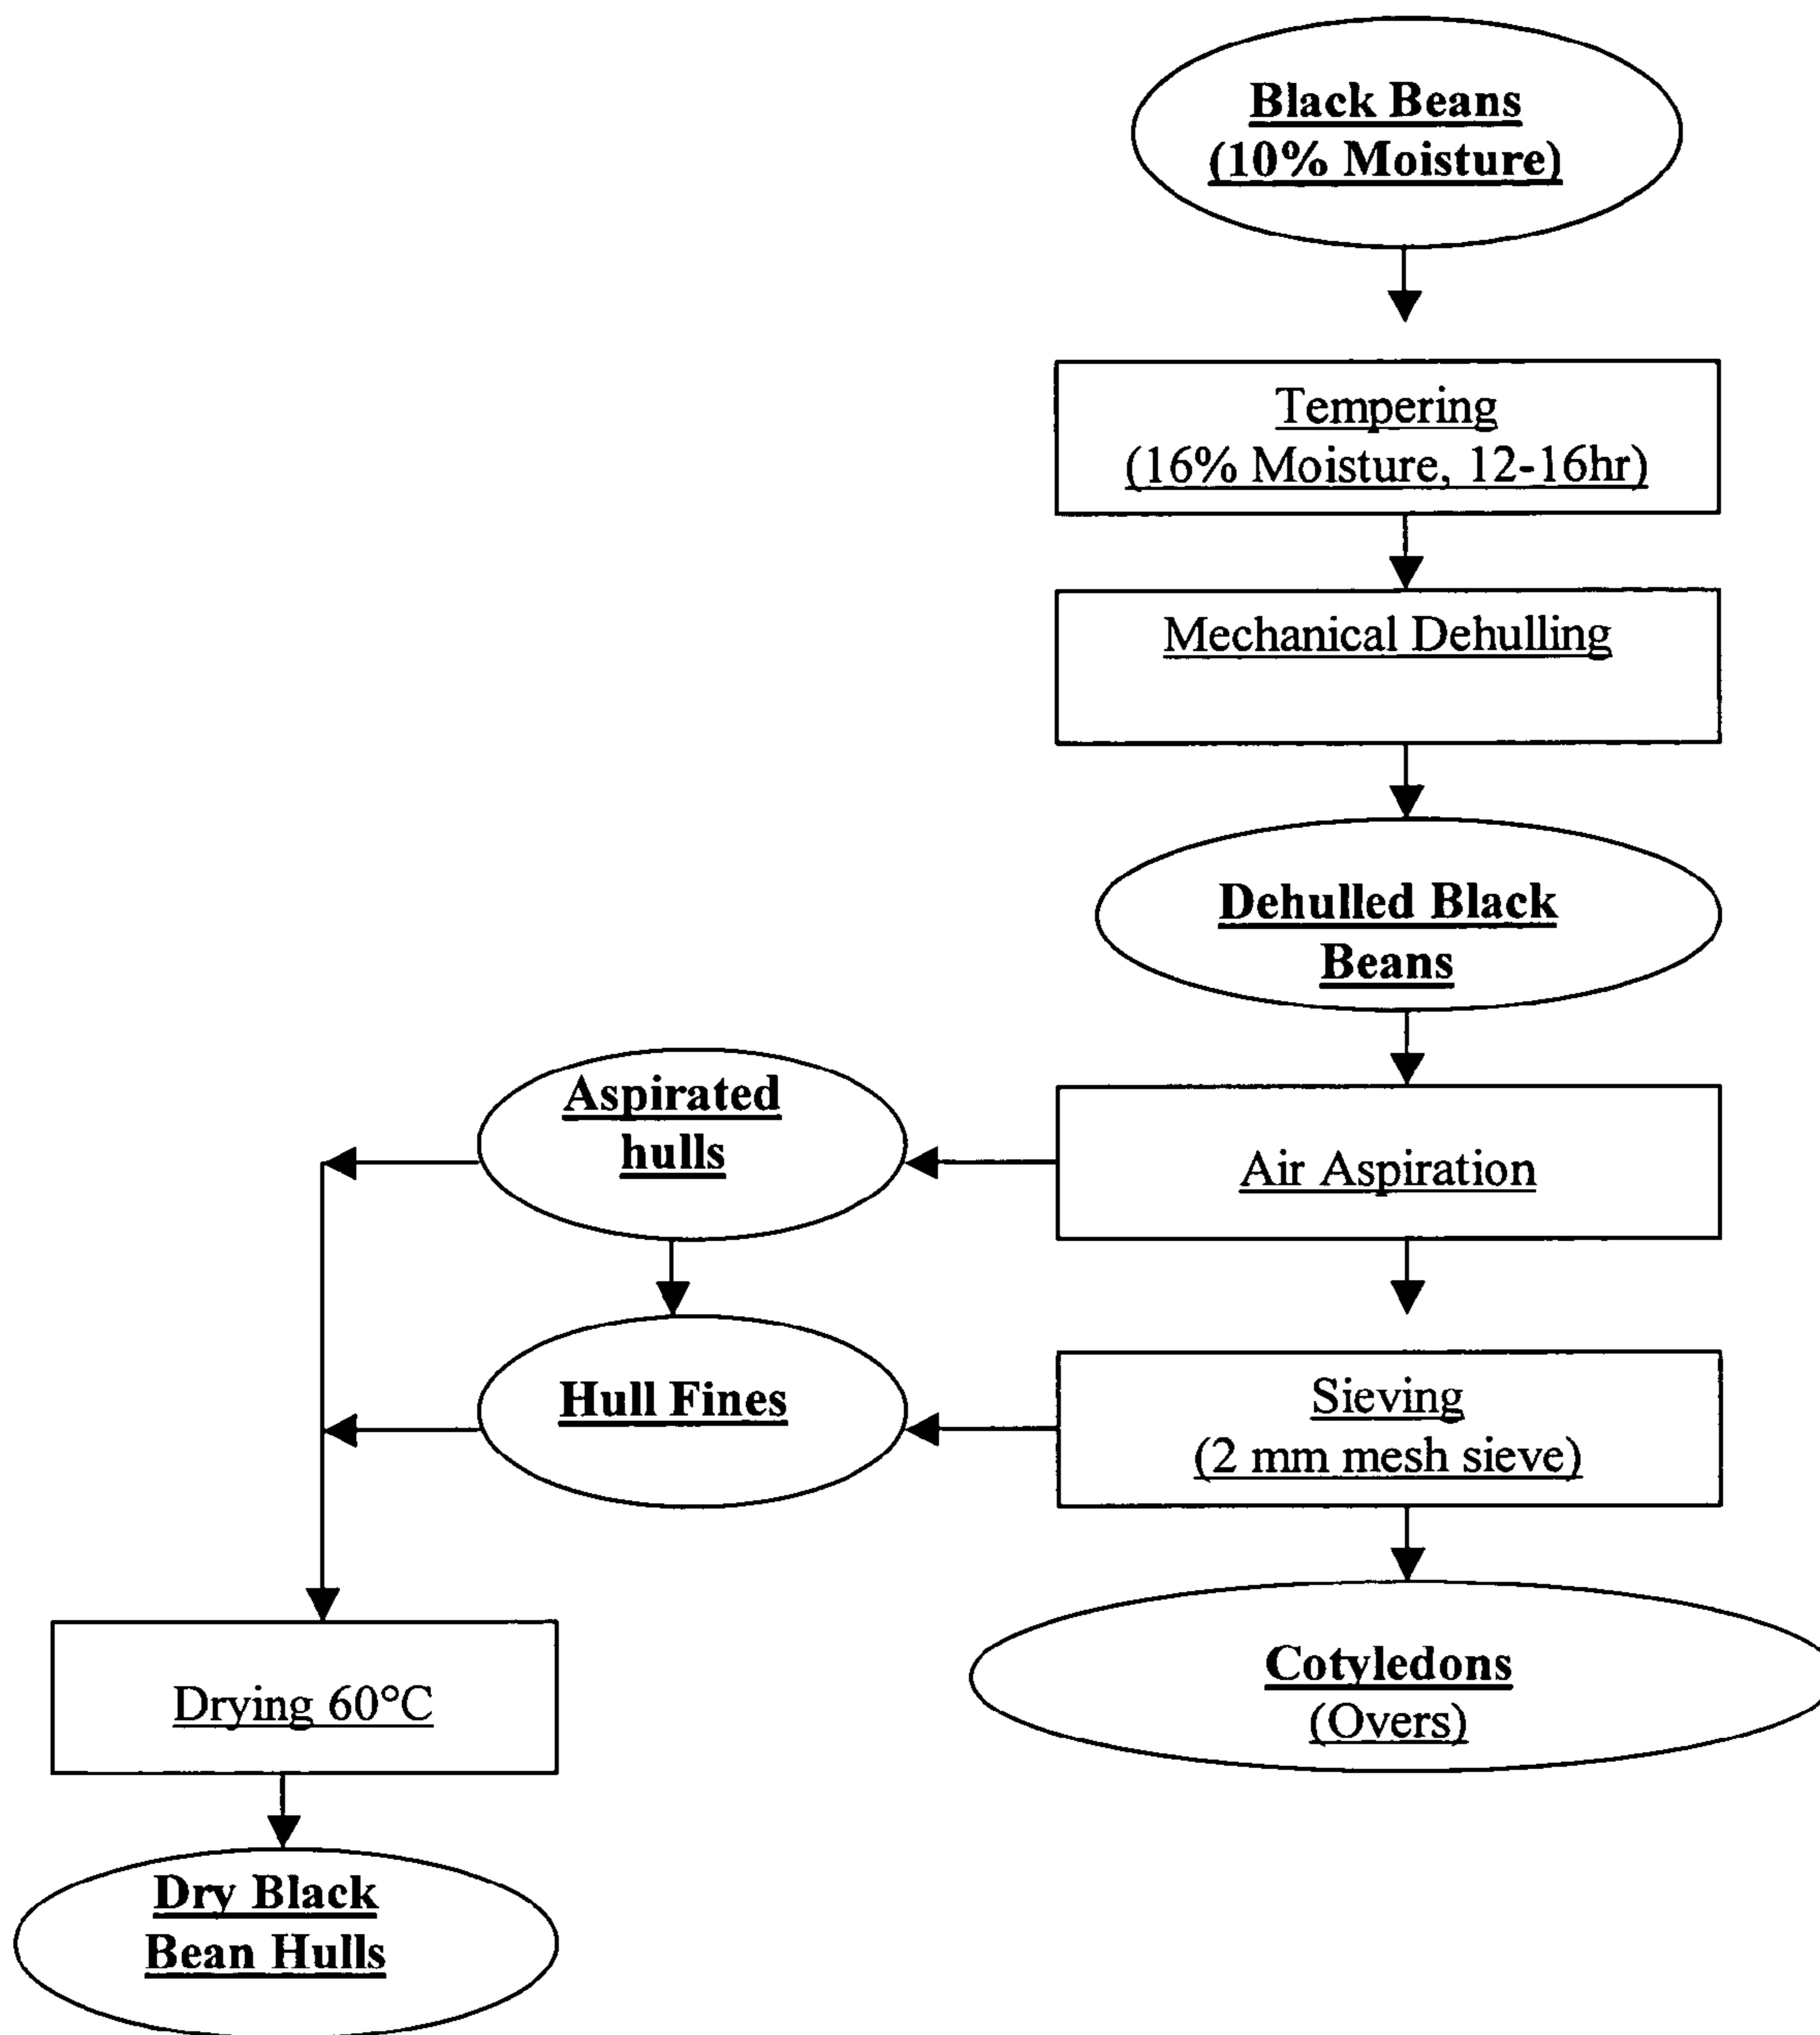 Black Beans
(10% Moisture)
Tempering
(16% Moisture, 12-16hr)
Mechanical Dehulling
Dehulled Black
Beans
Aspirated
hulls
Air Aspiration
Hull Fines
Sieving
(2 mm mesh sieve)
Drying 60°C
Cotyledons
(Overs)
Dry Black
Bean Hulls